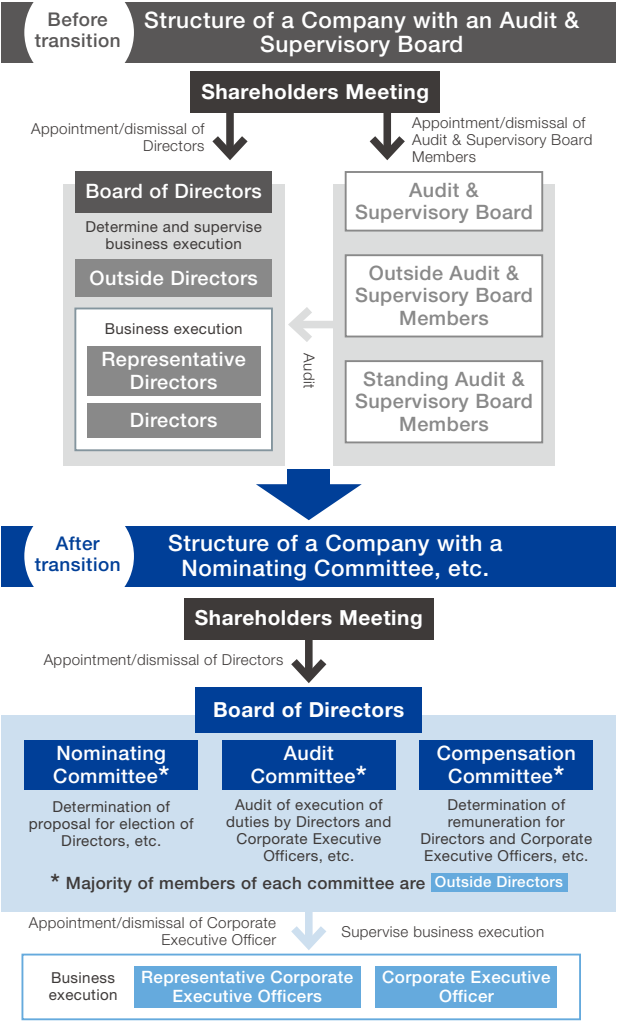 Before
transition
Structure of a Company with an Audit &
Supervisory Board
Shareholders Meeting
Appointment/dismissal of
Directors
Appointment/dismissal of
Audit & Supervisory Board
Members
Board of Directors
Determine and supervise
business execution
Outside Directors
Business execution
Representative
Directors
Directors
Audit
Audit &
Supervisory Board
Outside Audit &
Supervisory Board
Members
Standing Audit &
Supervisory Board
Members
After
transition
Structure of a Company with a
Nominating Committee, etc.
Shareholders Meeting
Appointment/dismissal of Directors
Board of Directors
Nominating
Committee*
Determination of
proposal for election of
Directors, etc.
Audit
Committee*
Audit of execution of
duties by Directors and
Corporate Executive
Officers, etc.
Compensation
Committee*
Determination of
remuneration for
Directors and Corporate
Executive Officers, etc.
* Majority of members of each committee are Outside Directors
Appointment/dismissal of Corporate
Executive Officer
Supervise business execution
Business
execution
Representative Corporate
Executive Officers
Corporate Executive
Officer